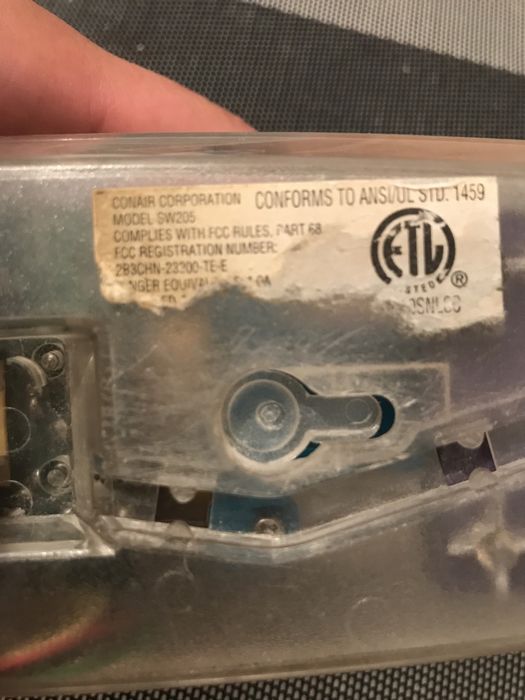 CONAIR CORPORATION CONFORMS TO ANSI/UL STD. 1459
MODEL SW205
COMPLIES WITH FCC RULES, PART 68
FCC REGISTRATION NUMBER:
2B3CHN-23200-TE-E
ETL
®